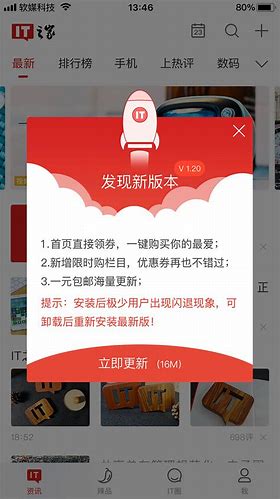 软媒科技
13:46
80%
IT之家
23
最新
排行榜
手机
上热评
数码
IT
发现新版本
V 1.20
1.首页直接领券，一键购买你的最爱；
2.新增限时购栏目，优惠券再也不错过；
3.一元包邮海量更新；
提示：安装后极少用户出现闪退现象，可
卸载后重新安装最新版！
立即更新 (16M)
18:52
698评
IT
资讯
辣品
IT圈
我